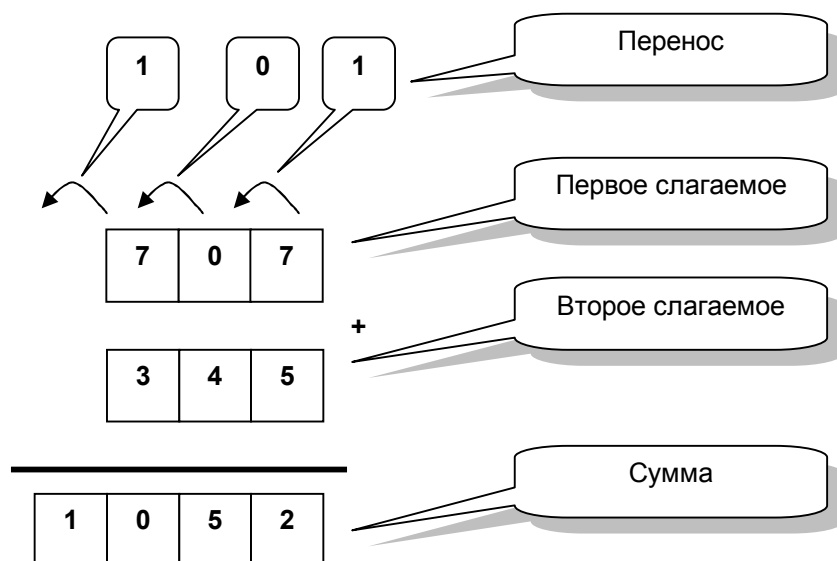 1 0 1 Перенос
7 0 7 Первое слагаемое
+
3 4 5 Второе слагаемое
1 0 5 2 Сумма